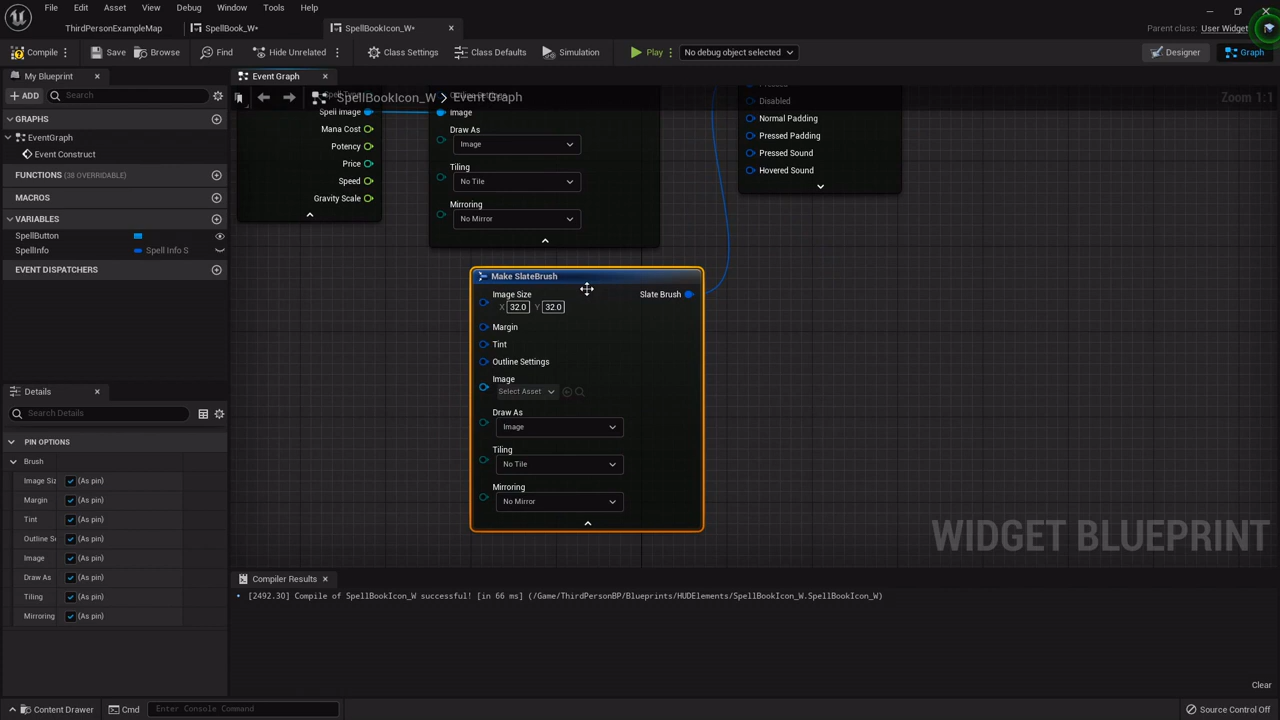 File Edit Asset View Debug Window Tools Help
ThirdPersonExampleMap SpellBook_W* SpellBookIcon_W* Parent class: User Widget
Compile Save Browse Find Hide Unrelated Class Settings Class Defaults Simulation Play No debug object selected Designer Graph
My Blueprint Event Graph
ADD Search SpellBookIcon_W > Event Graph Zoom 1:1
GRAPHS
EventGraph
Event Construct
FUNCTIONS (38 OVERRIDABLE)
MACROS
VARIABLES
SpellButton
SpellInfo Spell Info S
EVENT DISPATCHERS
Spell Image
Mana Cost
Potency
Price
Speed
Gravity Scale
Image
Draw As
Image
Tiling
No Tile
Mirroring
No Mirror
Disabled
Normal Padding
Pressed Padding
Pressed Sound
Hovered Sound
Make SlateBrush
Image Size Slate Brush
X 32.0 Y 32.0
Margin
Tint
Outline Settings
Image
Select Asset
Draw As
Image
Tiling
No Tile
Mirroring
No Mirror
WIDGET BLUEPRINT
Details
Search Details
PIN OPTIONS
Brush
Image Siz (As pin)
Margin (As pin)
Tint (As pin)
Outline S (As pin)
Image (As pin)
Draw As (As pin)
Tiling (As pin)
Mirroring (As pin)
Compiler Results
[2492.30] Compile of SpellBookIcon_W successful! [in 66 ms] (/Game/ThirdPersonBP/Blueprints/HUDElements/SpellBookIcon_W.SpellBookIcon_W)
Clear
Content Drawer Cmd Enter Console Command Source Control Off